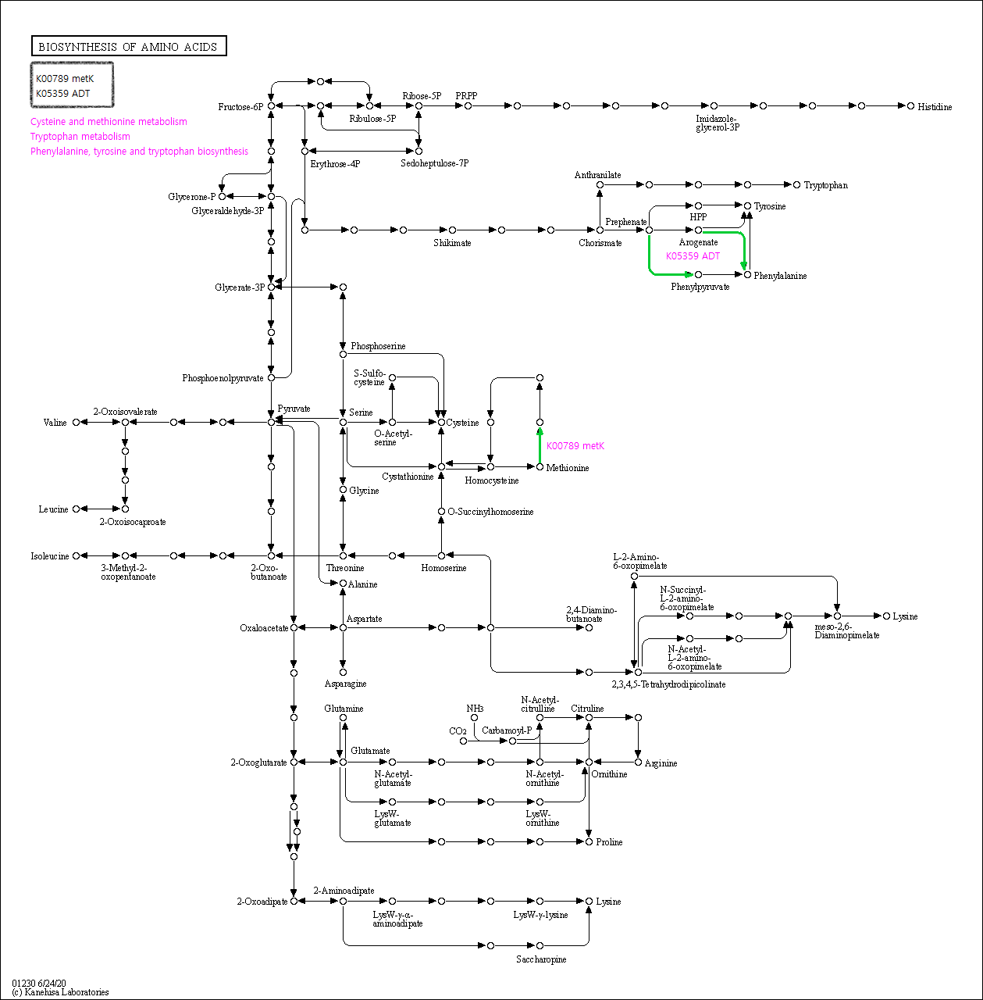 BIOSYNTHESIS OF AMINO ACIDS
K00789 metK
K05359 ADT
Cysteine and methionine metabolism
Tryptophan metabolism
Phenylalanine, tyrosine and tryptophan biosynthesis
Fructose-6P
Ribose-5P
PRPP
Ribulose-5P
Imidazole-
glycerol-3P
Histidine
Erythrose-4P
Sedoheptulose-7P
Glycerone-P
Glyceraldehyde-3P
Anthranilate
Tryptophan
Tyrosine
HPP
Prephenate
Shikimate
Chorismate
Arogenate
K05359 ADT
Phenylalanine
Phenylpyruvate
Glycerate-3P
Phosphoserine
Phosphoenolpyruvate
S-Sulfo-
cysteine
Pyruvate
Serine
2-Oxoisovalerate
Valine
Cysteine
O-Acetyl-
serine
K00789 metK
Cystathionine
Homocysteine
Methionine
Glycine
Leucine
2-Oxoisocaproate
O-Succinylhomoserine
Isoleucine
3-Methyl-2-
oxopentanoate
2-Oxo-
butanoate
Threonine
Homoserine
Alanine
L-2-Amino-
6-oxopimelate
N-Succinyl-
L-2-amino-
6-oxopimelate
2,4-Diamino-
butanoate
Aspartate
Oxaloacetate
Lysine
meso-2,6-
Diaminopimelate
N-Acetyl-
L-2-amino-
6-oxopimelate
Asparagine
2,3,4,5-Tetrahydrodipicolinate
Glutamine
NH3
N-Acetyl-
citrulline
Citruline
CO2
Carbamoyl-P
Glutamate
2-Oxoglutarate
N-Acetyl-
glutamate
N-Acetyl-
ornithine
Ornithine
Arginine
LysW-
glutamate
LysW-
ornithine
Proline
2-Aminoadipate
2-Oxoadipate
Lysine
LysW-γ-α-
aminoadipate
LysW-γ-lysine
Saccharopine
01230 6/24/20
(c) Kanehisa Laboratories